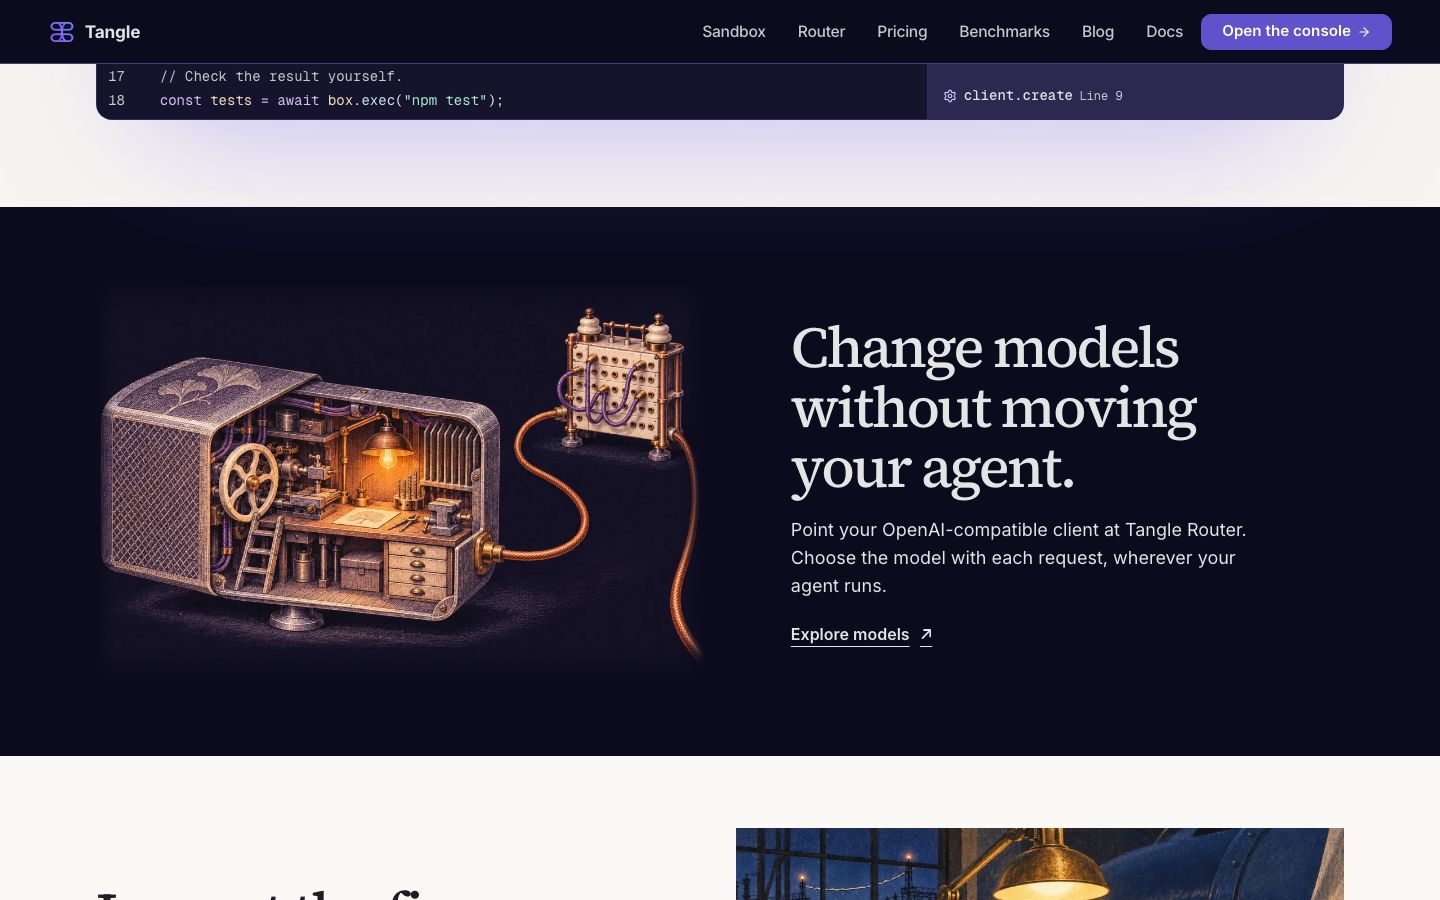 Tangle
Sandbox
Router
Pricing
Benchmarks
Blog
Docs
Open the console →
17 // Check the result yourself.
18 const tests = await box.exec("npm test");
client.create Line 9
Change models
without moving
your agent.
Point your OpenAI-compatible client at Tangle Router.
Choose the model with each request, wherever your
agent runs.
Explore models ↗